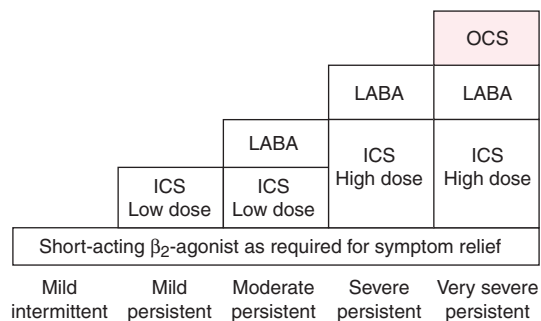 OCS
LABA
LABA
LABA
ICS
High dose
ICS
High dose
ICS
Low dose
ICS
Low dose
Short-acting β₂-agonist as required for symptom relief
Mild
intermittent
Mild
persistent
Moderate
persistent
Severe
persistent
Very severe
persistent